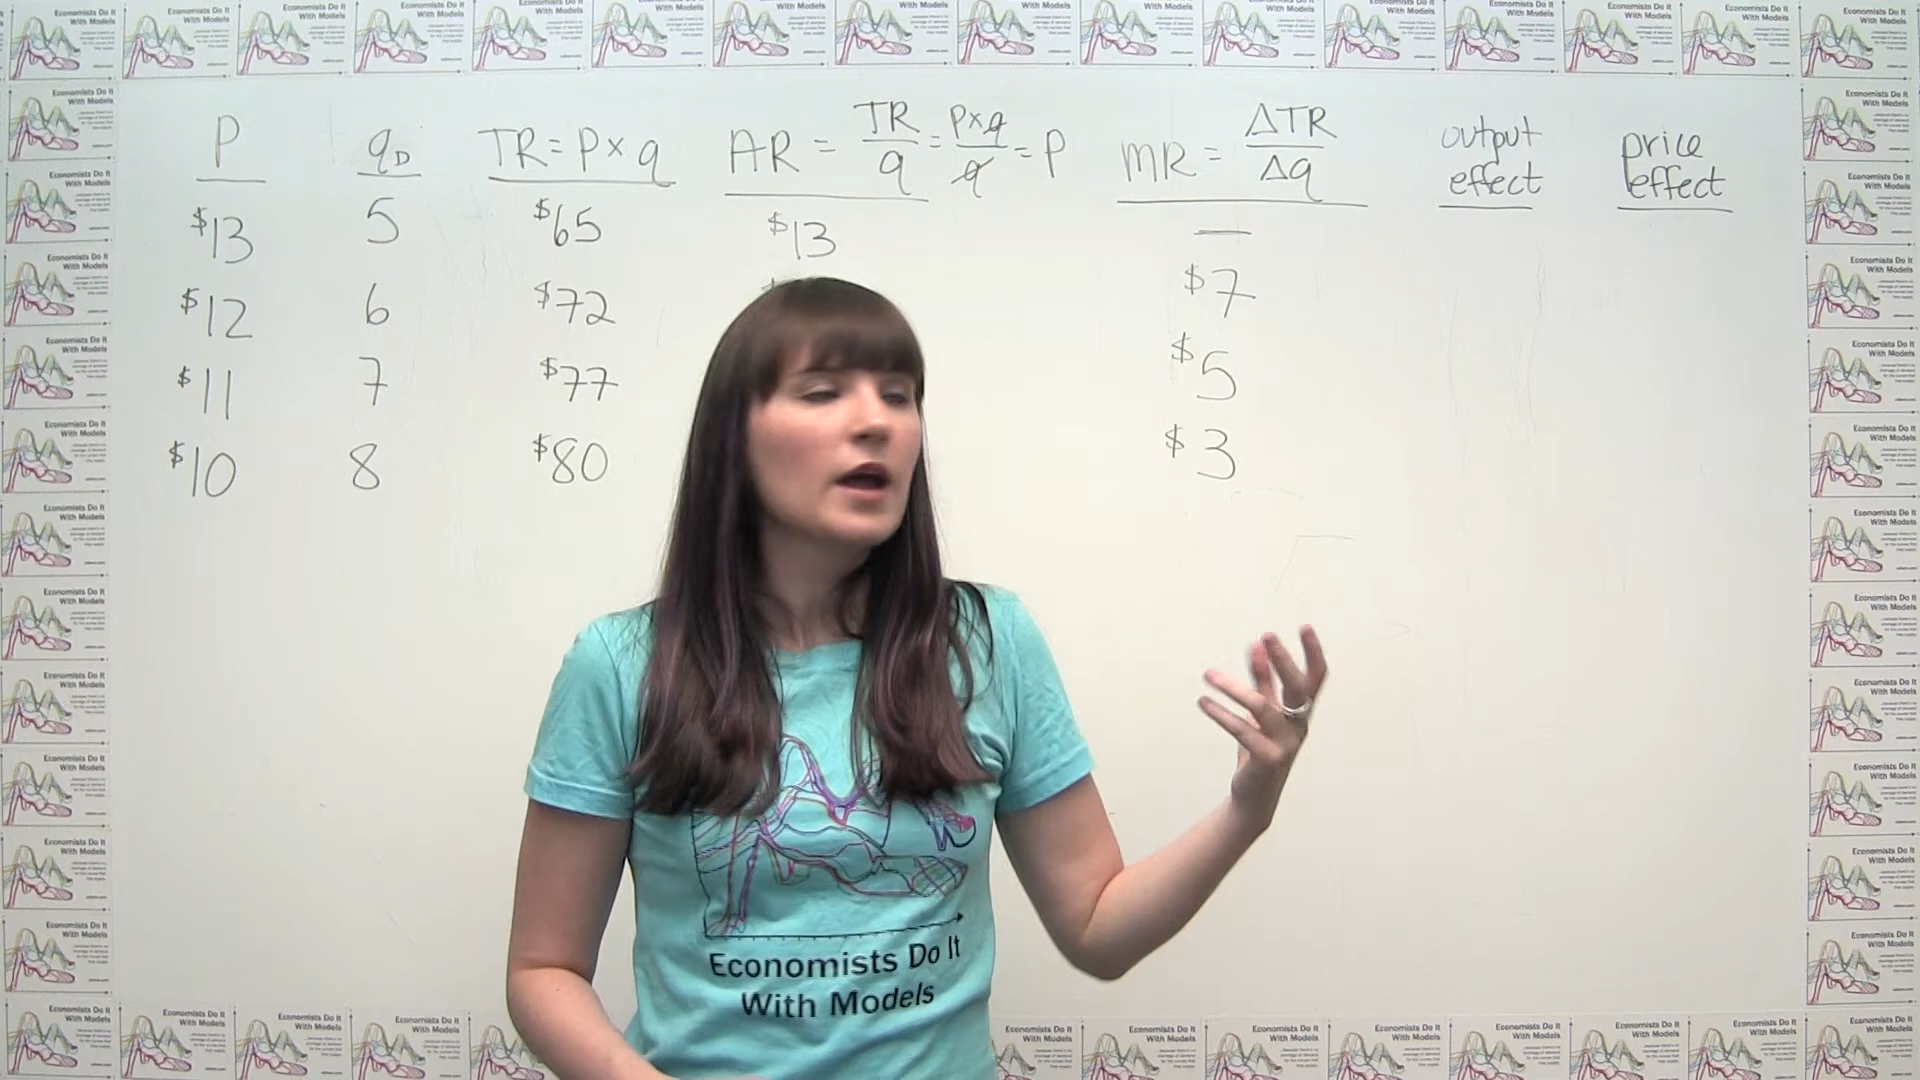 P q_D TR = P × q AR = TR/q = P×q/q = P MR = ΔTR/Δq output effect price effect
$13 5 $65 $13 —
$12 6 $72 $7
$11 7 $77 $5
$10 8 $80 $3
Economists Do It
With Models